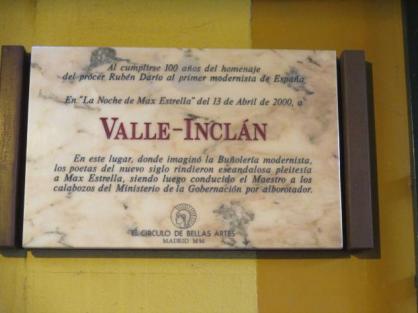 Al cumplirse 100 años del homenaje
del prócer Rubén Darío al primer modernista de España,
En "La Noche de Max Estrella" del 13 de Abril de 2000, a
VALLE-INCLÁN
En este lugar, donde imaginó la Buñolería modernista,
los poetas del nuevo siglo rindieron escandalosa pleitesía
a Max Estrella, siendo luego conducido el Maestro a los
calabozos del Ministerio de la Gobernación por alborotador.
EL CIRCULO DE BELLAS ARTES
MADRID MM